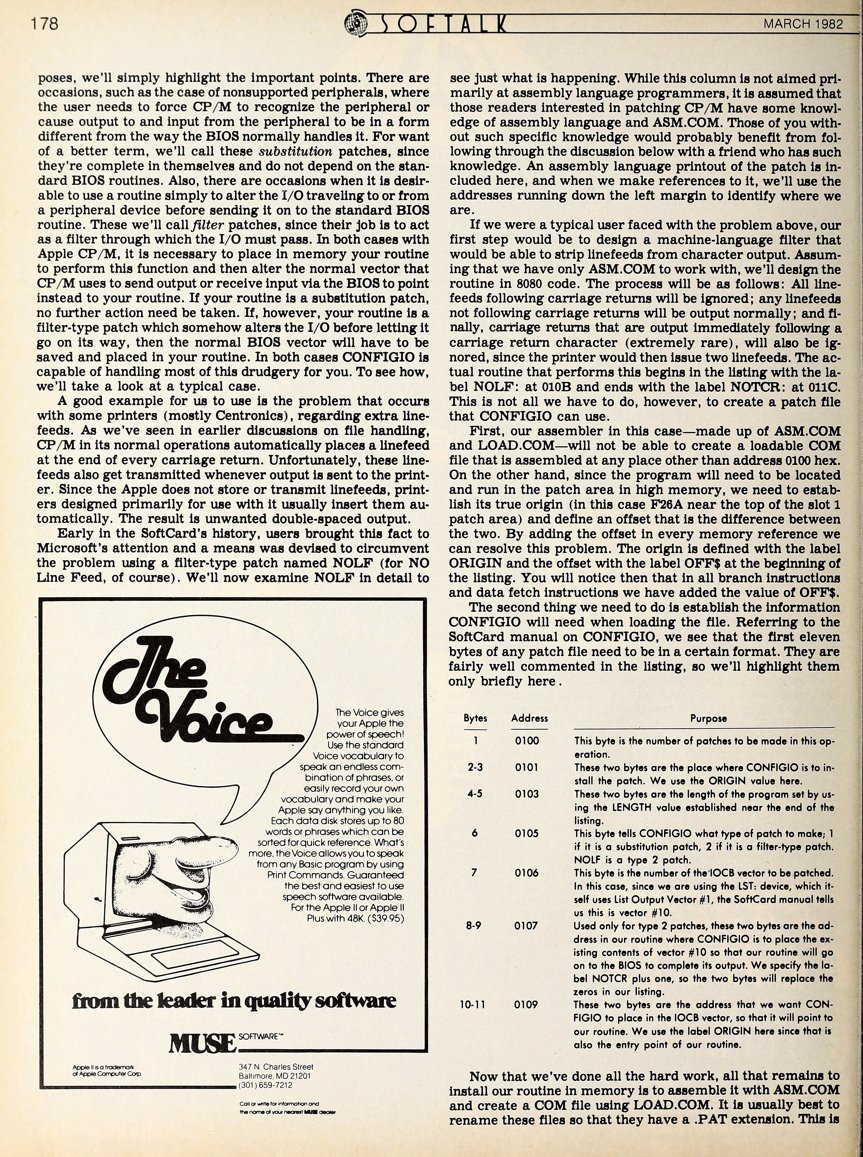 178
SOFTALK
MARCH 1982
poses, we'll simply highlight the important points. There are
occasions, such as the case of nonsupported peripherals, where
the user needs to force CP/M to recognize the peripheral or
cause output to and input from the peripheral to be in a form
different from the way the BIOS normally handles it. For want
of a better term, we'll call these substitution patches, since
they're complete in themselves and do not depend on the stan-
dard BIOS routines. Also, there are occasions when it is desir-
able to use a routine simply to alter the I/O traveling to or from
a peripheral device before sending it on to the standard BIOS
routine. These we'll call filter patches, since their job is to act
as a filter through which the I/O must pass. In both cases with
Apple CP/M, it is necessary to place in memory your routine
to perform this function and then alter the normal vector that
CP/M uses to send output or receive input via the BIOS to point
instead to your routine. If your routine is a substitution patch,
no further action need be taken. If, however, your routine is a
filter-type patch which somehow alters the I/O before letting it
go on its way, then the normal BIOS vector will have to be
saved and placed in your routine. In both cases CONFIGIO is
capable of handling most of this drudgery for you. To see how,
we'll take a look at a typical case.
A good example for us to use is the problem that occurs
with some printers (mostly Centronics), regarding extra line-
feeds. As we've seen in earlier discussions on file handling,
CP/M in its normal operations automatically places a linefeed
at the end of every carriage return. Unfortunately, these line-
feeds also get transmitted whenever output is sent to the print-
er. Since the Apple does not store or transmit linefeeds, print-
ers designed primarily for use with it usually insert them au-
tomatically. The result is unwanted double-spaced output.
Early in the SoftCard's history, users brought this fact to
Microsoft's attention and a means was devised to circumvent
the problem using a filter-type patch named NOLF (for NO
Line Feed, of course). We'll now examine NOLF in detail to
see just what is happening. While this column is not aimed pri-
marily at assembly language programmers, it is assumed that
those readers interested in patching CP/M have some knowl-
edge of assembly language and ASM.COM. Those of you with-
out such specific knowledge would probably benefit from fol-
lowing through the discussion below with a friend who has such
knowledge. An assembly language printout of the patch is in-
cluded here, and when we make references to it, we'll use the
addresses running down the left margin to identify where we
are.
If we were a typical user faced with the problem above, our
first step would be to design a machine-language filter that
would be able to strip linefeeds from character output. Assum-
ing that we have only ASM.COM to work with, we'll design the
routine in 8080 code. The process will be as follows: All line-
feeds following carriage returns will be ignored; any linefeeds
not following carriage returns will be output normally; and fi-
nally, carriage returns that are output immediately following a
carriage return character (extremely rare), will also be ig-
nored, since the printer would then issue two linefeeds. The ac-
tual routine that performs this begins in the listing with the la-
bel NOLF: at 010B and ends with the label NOTCR: at 011C.
This is not all we have to do, however, to create a patch file
that CONFIGIO can use.
First, our assembler in this case—made up of ASM.COM
and LOAD.COM—will not be able to create a loadable COM
file that is assembled at any place other than address 0100 hex.
On the other hand, since the program will need to be located
and run in the patch area in high memory, we need to estab-
lish its true origin (in this case F26A near the top of the slot 1
patch area) and define an offset that is the difference between
the two. By adding the offset in every memory reference we
can resolve this problem. The origin is defined with the label
ORIGIN and the offset with the label OFF$ at the beginning of
the listing. You will notice then that in all branch instructions
and data fetch instructions we have added the value of OFF$.
The second thing we need to do is establish the information
CONFIGIO will need when loading the file. Referring to the
SoftCard manual on CONFIGIO, we see that the first eleven
bytes of any patch file need to be in a certain format. They are
fairly well commented in the listing, so we'll highlight them
only briefly here.
Bytes Address Purpose
1 0100 This byte is the number of patches to be made in this op-
eration.
2-3 0101 These two bytes are the place where CONFIGIO is to in-
stall the patch. We use the ORIGIN value here.
4-5 0103 These two bytes are the length of the program set by us-
ing the LENGTH value established near the end of the
listing.
6 0105 This byte tells CONFIGIO what type of patch to make; 1
if it is a substitution patch, 2 if it is a filter-type patch.
NOLF is a type 2 patch.
7 0106 This byte is the number of the IOCB vector to be patched.
In this case, since we are using the LST: device, which it-
self uses List Output Vector #1, the SoftCard manual tells
us this is vector #10.
8-9 0107 Used only for type 2 patches, these two bytes are the ad-
dress in our routine where CONFIGIO is to place the ex-
isting contents of vector #10 so that our routine will go
on to the BIOS to complete its output. We specify the la-
bel NOTCR plus one, so the two bytes will replace the
zeros in our listing.
10-11 0109 These two bytes are the address that we want CON-
FIGIO to place in the IOCB vector, so that it will point to
our routine. We use the label ORIGIN here since that is
also the entry point of our routine.
Now that we've done all the hard work, all that remains to
install our routine in memory is to assemble it with ASM.COM
and create a COM file using LOAD.COM. It is usually best to
rename these files so that they have a .PAT extension. This is
The
Voice
The Voice gives
your Apple the
power of speech!
Use the standard
Voice vocabulary to
speak an endless com-
bination of phrases, or
easily record your own
vocabulary and make your
Apple say anything you like.
Each data disk stores up to 80
words or phrases which can be
sorted for quick reference. What's
more, the Voice allows you to speak
from any Basic program by using
Print Commands. Guaranteed
the best and easiest to use
speech software available.
For the Apple II or Apple II
Plus with 48K. ($39.95)
from the leader in quality software
MUSE SOFTWARE™
Apple II is a trademark
of Apple Computer Corp.
347 N. Charles Street
Baltimore, MD 21201
(301) 659-7212
Call or write for information and
the name of your nearest MUSE dealer